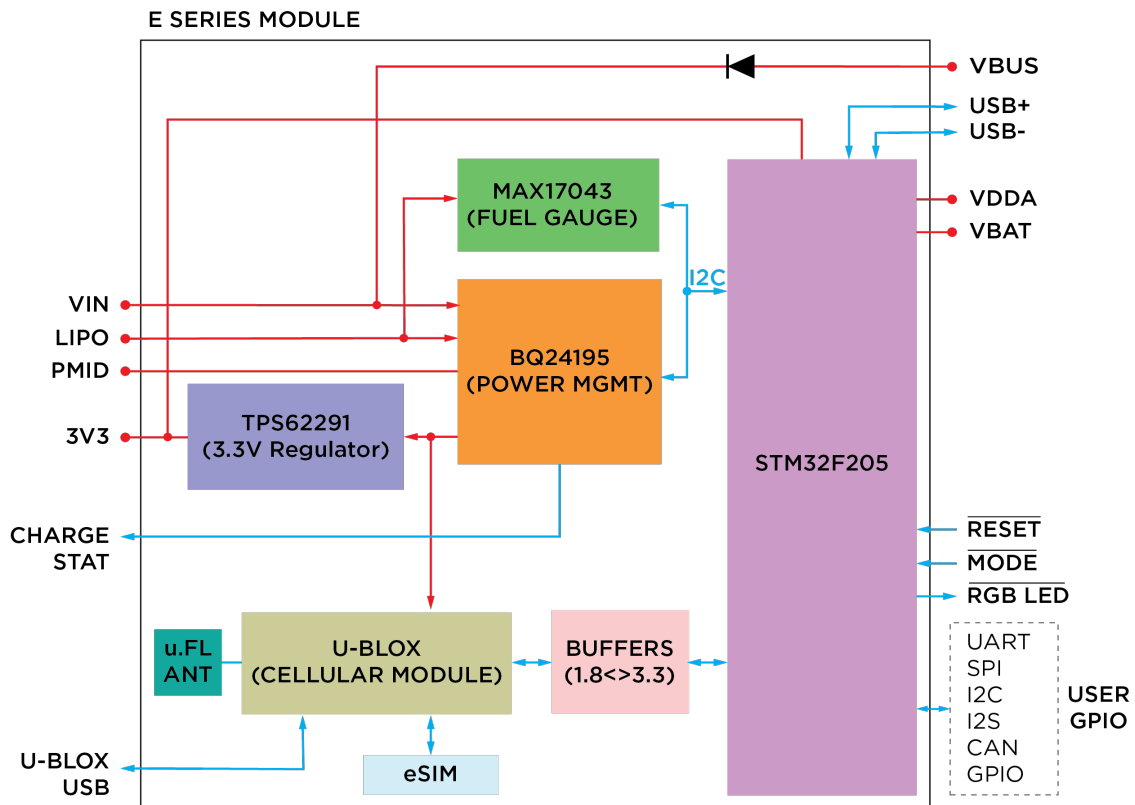 E SERIES MODULE
VBUS
USB+
USB-
MAX17043
(FUEL GAUGE)
VDDA
VBAT
I2C
VIN
LIPO
PMID
BQ24195
(POWER MGMT)
3V3
TPS62291
(3.3V Regulator)
STM32F205
CHARGE
STAT
RESET
MODE
RGB LED
u.FL
ANT
U-BLOX
(CELLULAR MODULE)
BUFFERS
(1.8<>3.3)
UART
SPI
I2C
I2S
CAN
GPIO
USER
GPIO
U-BLOX
USB
eSIM